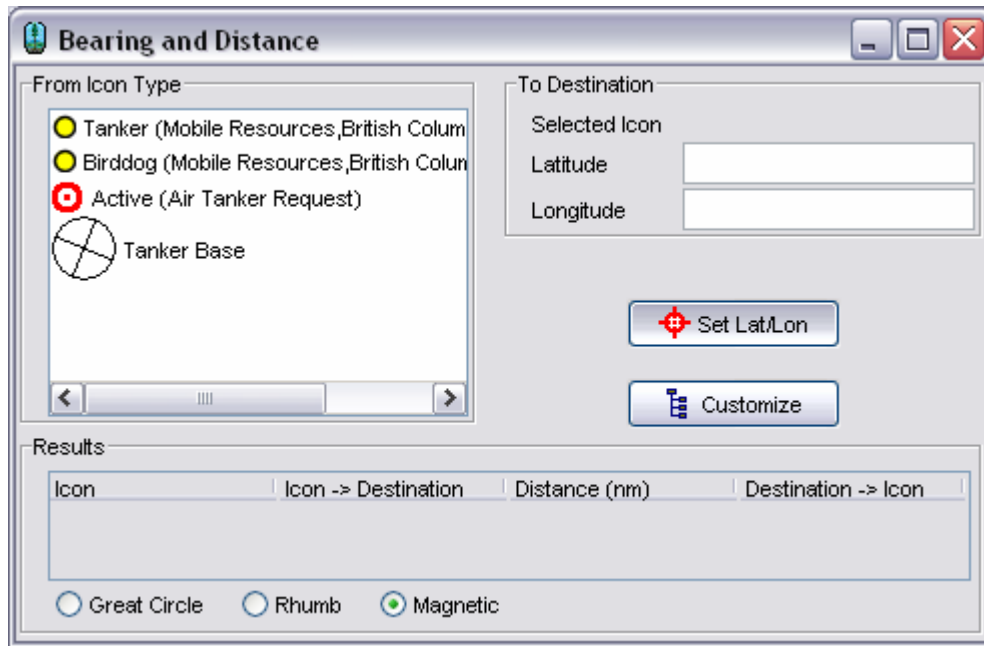 Bearing and Distance
From Icon Type
Tanker (Mobile Resources,British Colum
Birddog (Mobile Resources,British Colun
Active (Air Tanker Request)
Tanker Base
To Destination
Selected Icon
Latitude
Longitude
Set Lat/Lon
Customize
Results
Icon Icon -> Destination Distance (nm) Destination -> Icon
Great Circle Rhumb Magnetic